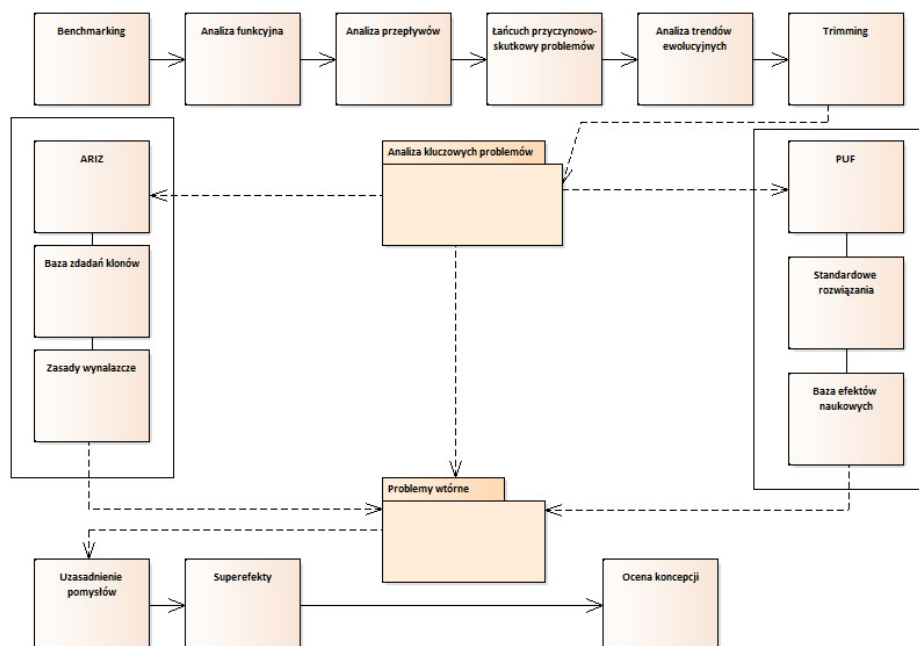 Benchmarking
Analiza funkcyjna
Analiza przepływów
Łańcuch przyczynowo-
skutkowy problemów
Analiza trendów
ewolucyjnych
Trimming
ARIZ
Analiza kluczowych problemów
PUF
Baza zdadań klonów
Standardowe
rozwiązania
Zasady wynalazcze
Baza efektów
naukowych
Problemy wtórne
Uzasadnienie
pomysłów
Superefekty
Ocena koncepcji